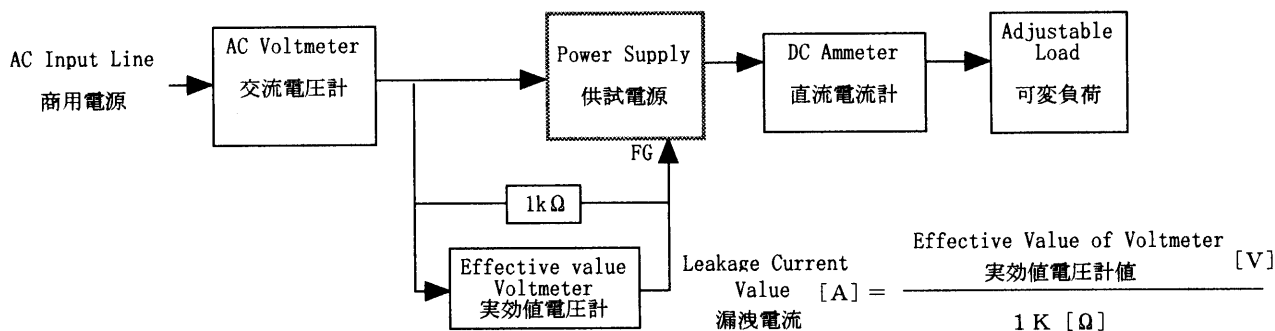 AC Input Line
商用電源
AC Voltmeter
交流電圧計
Power Supply
供試電源
DC Ammeter
直流電流計
Adjustable
Load
可変負荷
FG
1kΩ
Effective value
Voltmeter
実効値電圧計
Leakage Current
Value [A] =
漏洩電流
Effective Value of Voltmeter
実効値電圧計値 [V]
1K [Ω]